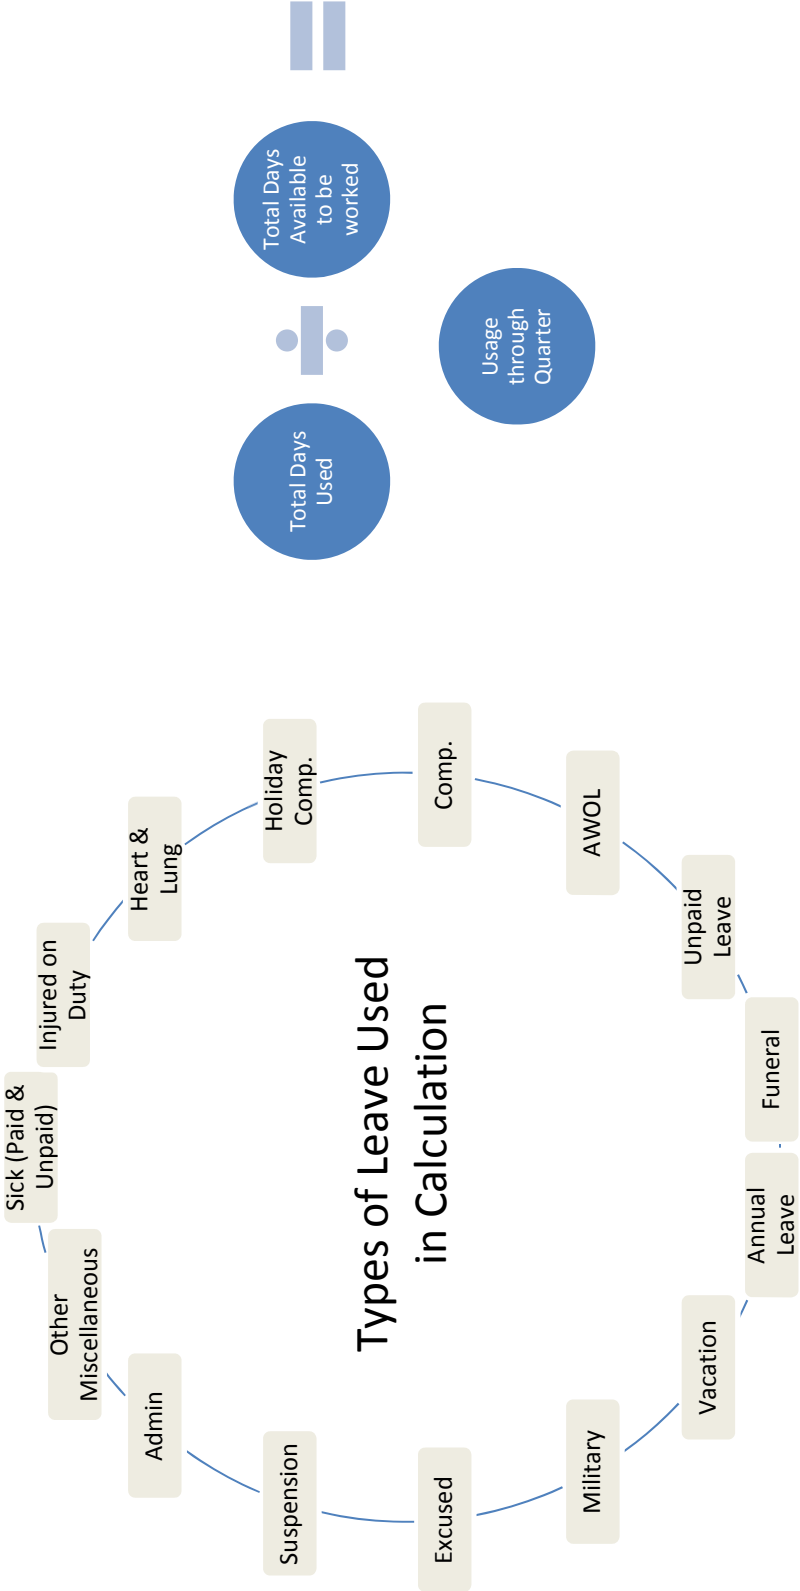 Types of Leave Used
in Calculation
Sick (Paid &
Unpaid)
Injured on
Duty
Heart &
Lung
Holiday
Comp.
Comp.
AWOL
Unpaid
Leave
Funeral
Annual
Leave
Vacation
Military
Excused
Suspension
Admin
Other
Miscellaneous
Total Days
Used
÷
Total Days
Available
to be
worked
=
Usage
through
Quarter